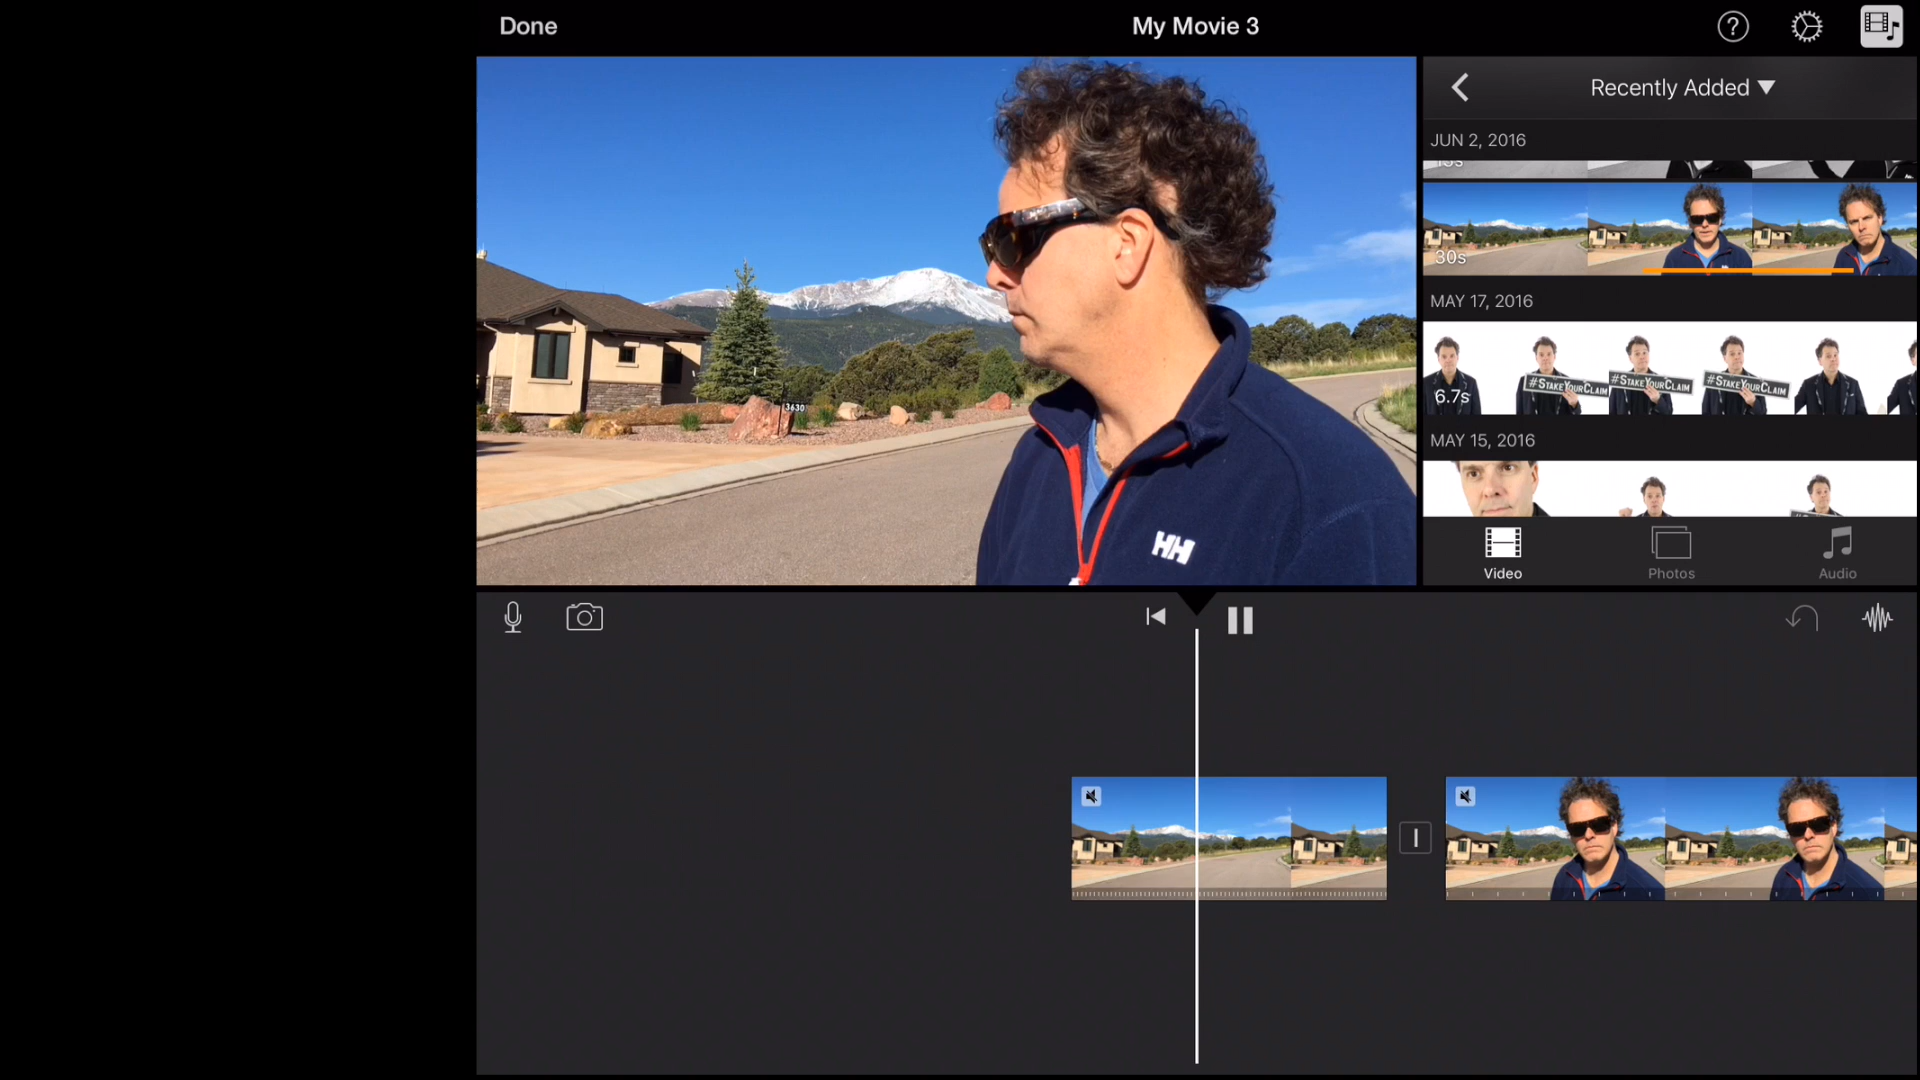 Done
My Movie 3
Recently Added
JUN 2, 2016
15s
30s
MAY 17, 2016
#STAKEYOURCLAIM
#STAKEYOURCLAIM
#STAKEYOURCLAIM
6.7s
MAY 15, 2016
Video
Photos
Audio
3630
HH